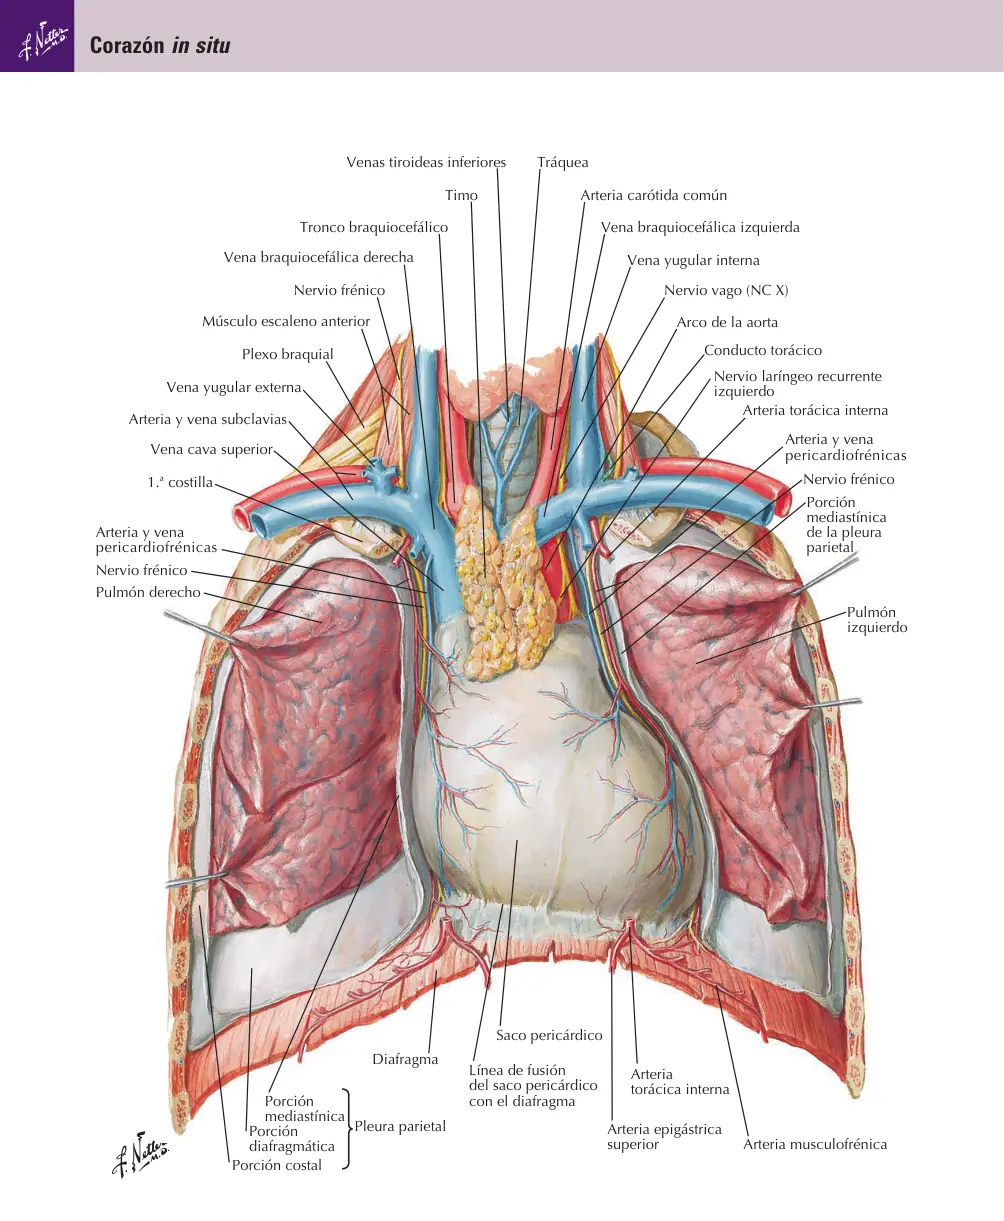 F. Netter M.D.
Corazón in situ
Venas tiroideas inferiores
Tráquea
Timo
Arteria carótida común
Tronco braquiocefálico
Vena braquiocefálica izquierda
Vena braquiocefálica derecha
Vena yugular interna
Nervio frénico
Nervio vago (NC X)
Músculo escaleno anterior
Arco de la aorta
Plexo braquial
Conducto torácico
Vena yugular externa
Nervio laríngeo recurrente
izquierdo
Arteria y vena subclavias
Arteria torácica interna
Vena cava superior
Arteria y vena
pericardiofrénicas
1.ª costilla
Nervio frénico
Porción
mediastínica
de la pleura
parietal
Arteria y vena
pericardiofrénicas
Nervio frénico
Pulmón derecho
Pulmón
izquierdo
Saco pericárdico
Diafragma
Línea de fusión
del saco pericárdico
con el diafragma
Arteria
torácica interna
Porción
mediastínica
Porción
diafragmática
Porción costal
Pleura parietal
Arteria epigástrica
superior
Arteria musculofrénica
F. Netter M.D.